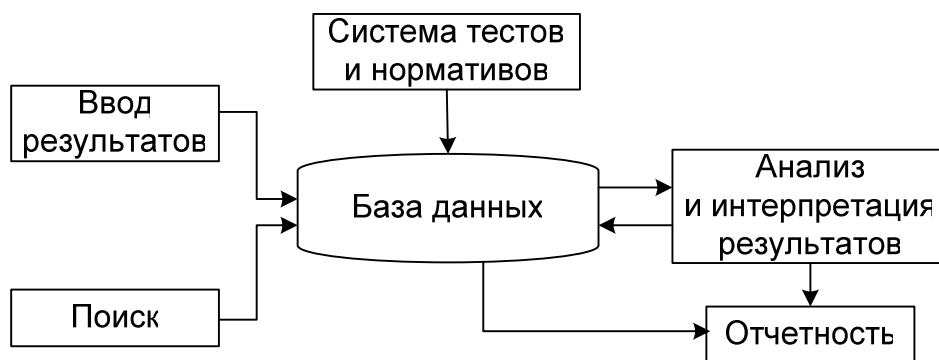 Система тестов
и нормативов
Ввод
результатов
База данных
Анализ
и интерпретация
результатов
Поиск
Отчетность